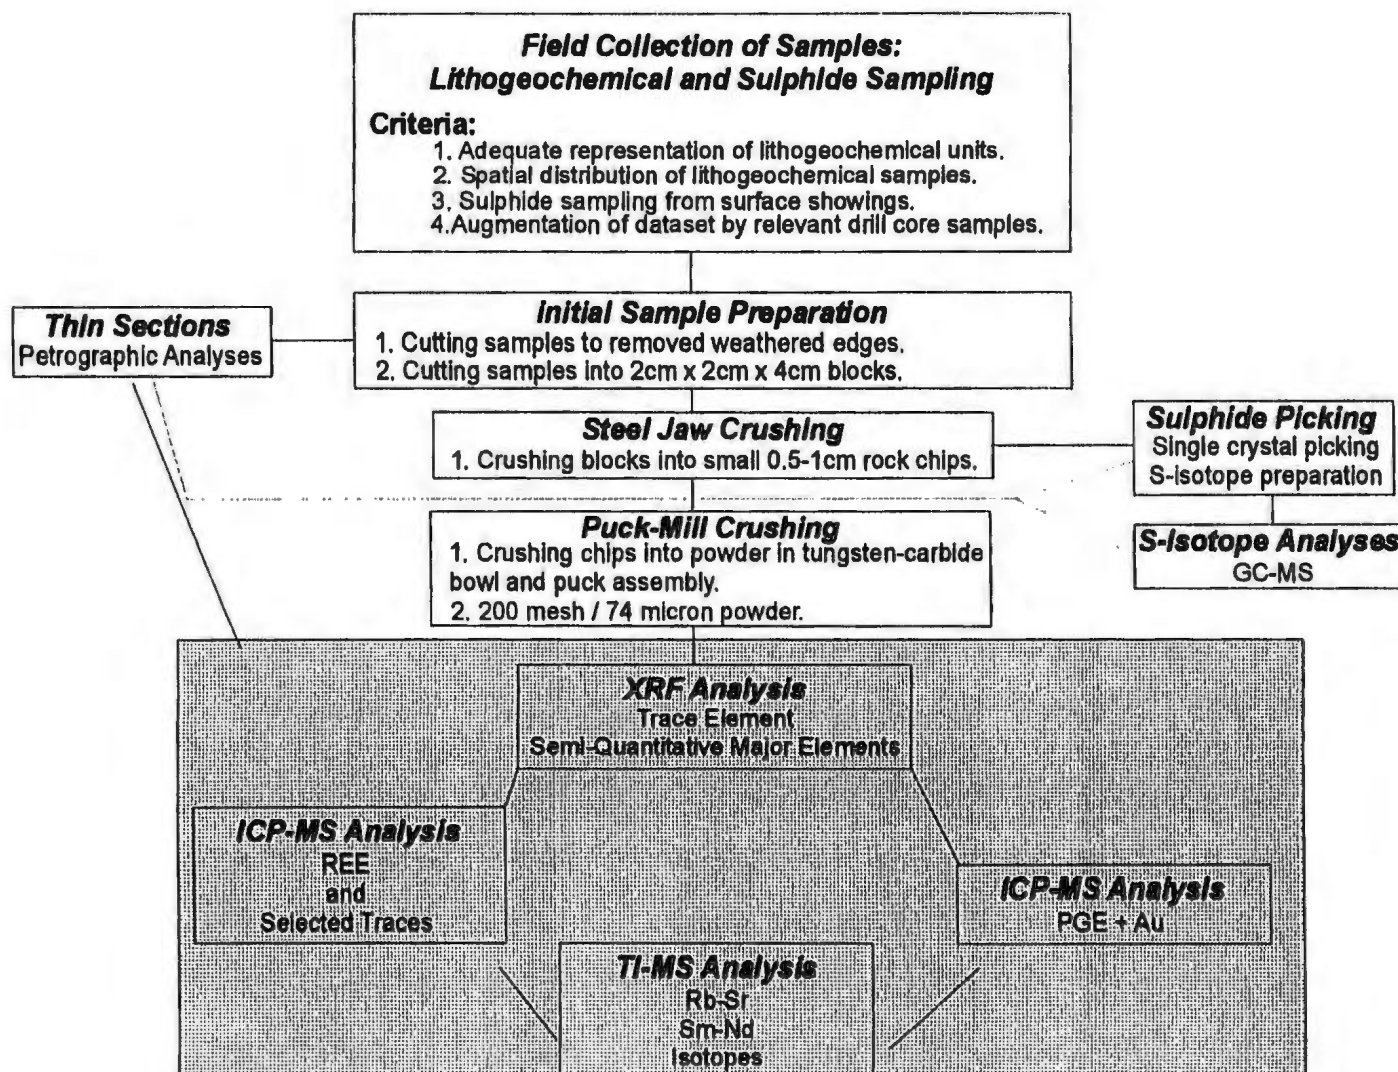 Field Collection of Samples:
Lithogeochemical and Sulphide Sampling
Criteria:
1. Adequate representation of lithogeochemical units.
2. Spatial distribution of lithogeochemical samples.
3. Sulphide sampling from surface showings.
4.Augmentation of dataset by relevant drill core samples.
Thin Sections
Petrographic Analyses
Initial Sample Preparation
1. Cutting samples to removed weathered edges.
2. Cutting samples into 2cm x 2cm x 4cm blocks.
Steel Jaw Crushing
1. Crushing blocks into small 0.5-1cm rock chips.
Sulphide Picking
Single crystal picking
S-isotope preparation
Puck-Mill Crushing
1. Crushing chips into powder in tungsten-carbide
bowl and puck assembly.
2. 200 mesh / 74 micron powder.
S-Isotope Analyses
GC-MS
XRF Analysis
Trace Element
Semi-Quantitative Major Elements
ICP-MS Analysis
REE
and
Selected Traces
ICP-MS Analysis
PGE + Au
TI-MS Analysis
Rb-Sr
Sm-Nd
Isotopes